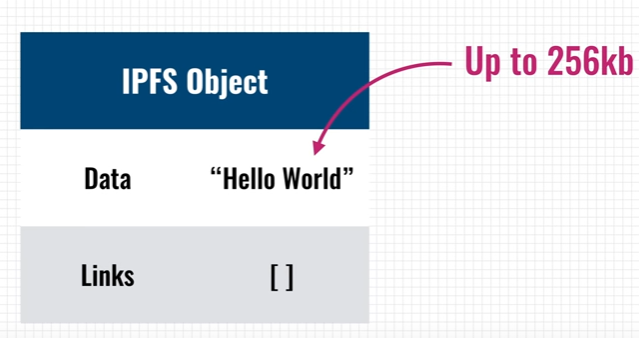 IPFS Object
Up to 256kb
Data “Hello World”
Links [ ]